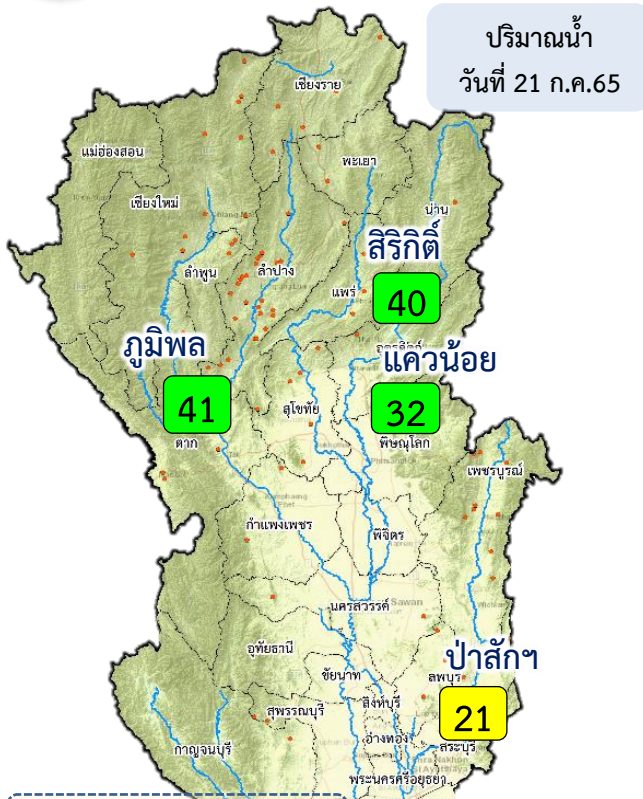 ปริมาณน้ำ
วันที่ 21 ก.ค.65
เชียงราย
แม่ฮ่องสอน
พะเยา
เชียงใหม่
น่าน
สิริกิติ์
ลำพูน
ลำปาง
แพร่
40
ภูมิพล
แควน้อย
41
สุโขทัย
32
ตาก
พิษณุโลก
เพชรบูรณ์
กำแพงเพชร
พิจิตร
นครสวรรค์
อุทัยธานี
ป่าสักฯ
ชัยนาท
ลพบุรี
สุพรรณบุรี
สิงห์บุรี
21
อ่างทอง
สระบุรี
กาญจนบุรี
พระนครศรีอยุธยา